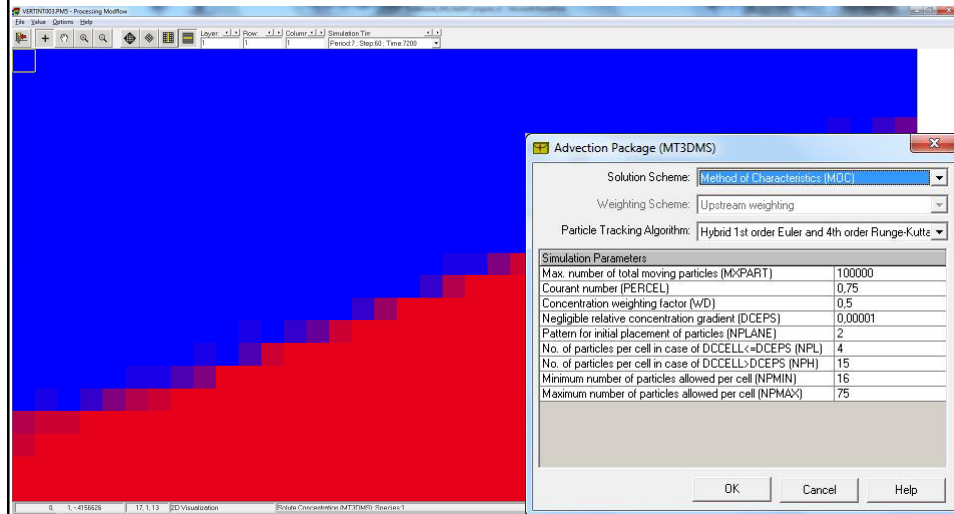 VERTINT003.PM5 - Processing Modflow
File Value Options Help
Layer: Row: Column: Simulation Tim
1 1 1 Period:7 ; Step:60 ; Time:7200
Advection Package (MT3DMS)
Solution Scheme: Method of Characteristics (MOC)
Weighting Scheme: Upstream weighting
Particle Tracking Algorithm: Hybrid 1st order Euler and 4th order Runge-Kutta
Simulation Parameters
Max. number of total moving particles (MXPART) 100000
Courant number (PERCEL) 0,75
Concentration weighting factor (WD) 0,5
Negligible relative concentration gradient (DCEPS) 0,00001
Pattern for initial placement of particles (NPLANE) 2
No. of particles per cell in case of DCCELL<=DCEPS (NPL) 4
No. of particles per cell in case of DCCELL>DCEPS (NPH) 15
Minimum number of particles allowed per cell (NPMIN) 16
Maximum number of particles allowed per cell (NPMAX) 75
OK Cancel Help
0, 1, -4156626 17, 1, 13 2D Visualization Solute Concentration (MT3DMS): Species:1